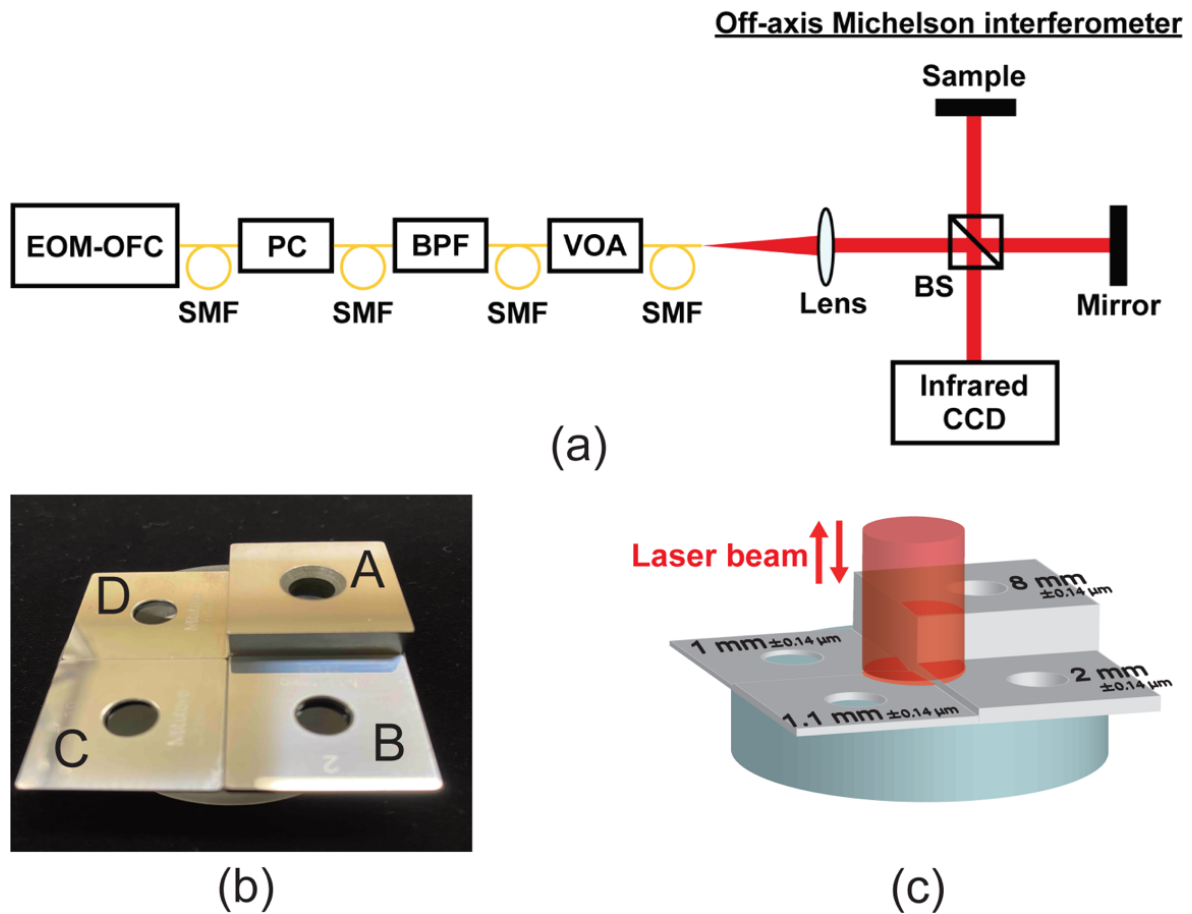 Off-axis Michelson interferometer
Sample
EOM-OFC
PC
BPF
VOA
SMF
SMF
SMF
SMF
Lens
BS
Mirror
Infrared
CCD
(a)
A
D
C
B
2
(b)
Laser beam
8 mm ±0.14 μm
1 mm ±0.14 μm
2 mm
±0.14 μm
1.1 mm ±0.14 μm
(c)